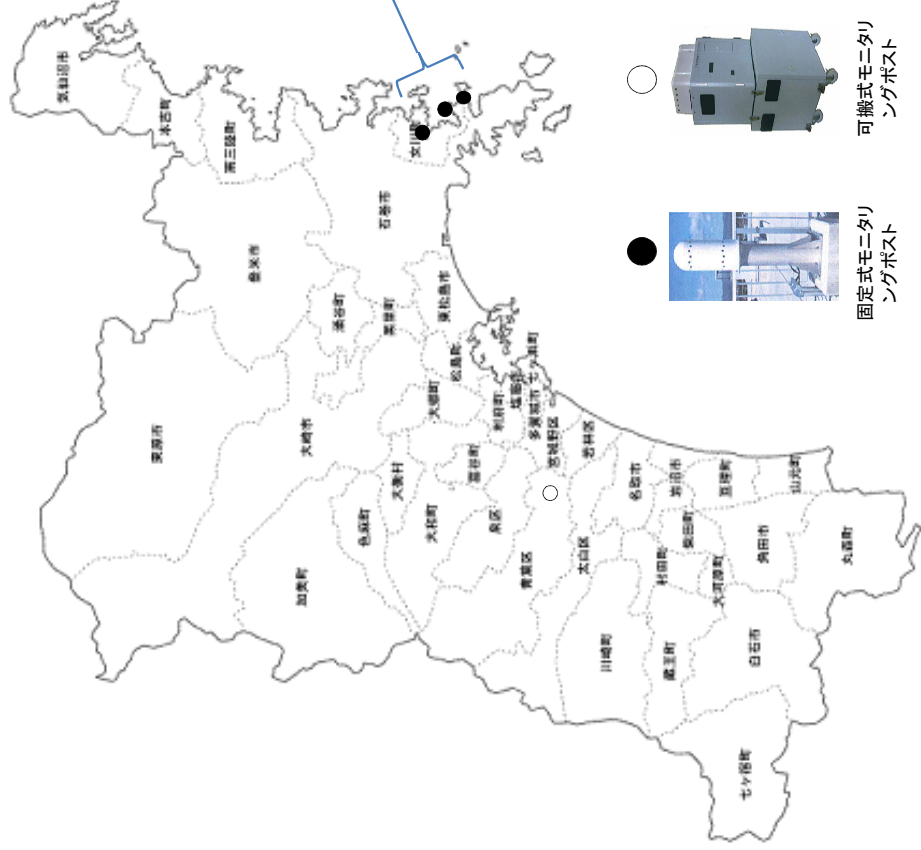 気仙沼市
本吉町
南三陸町
登米市
栗原市
女川町
石巻市
涌谷町
美里町
東松島市
松島町
大崎市
大郷町
利府町
塩竈市
七ヶ浜町
多賀城市
宮城野区
若林区
大衡村
色麻町
加美町
大和町
富谷町
泉区
青葉区
太白区
名取市
岩沼市
亘理町
山元町
柴田町
村田町
大河原町
角田市
丸森町
川崎町
蔵王町
白石市
七ヶ宿町
可搬式モニタリ
ングポスト
固定式モニタリ
ングポスト